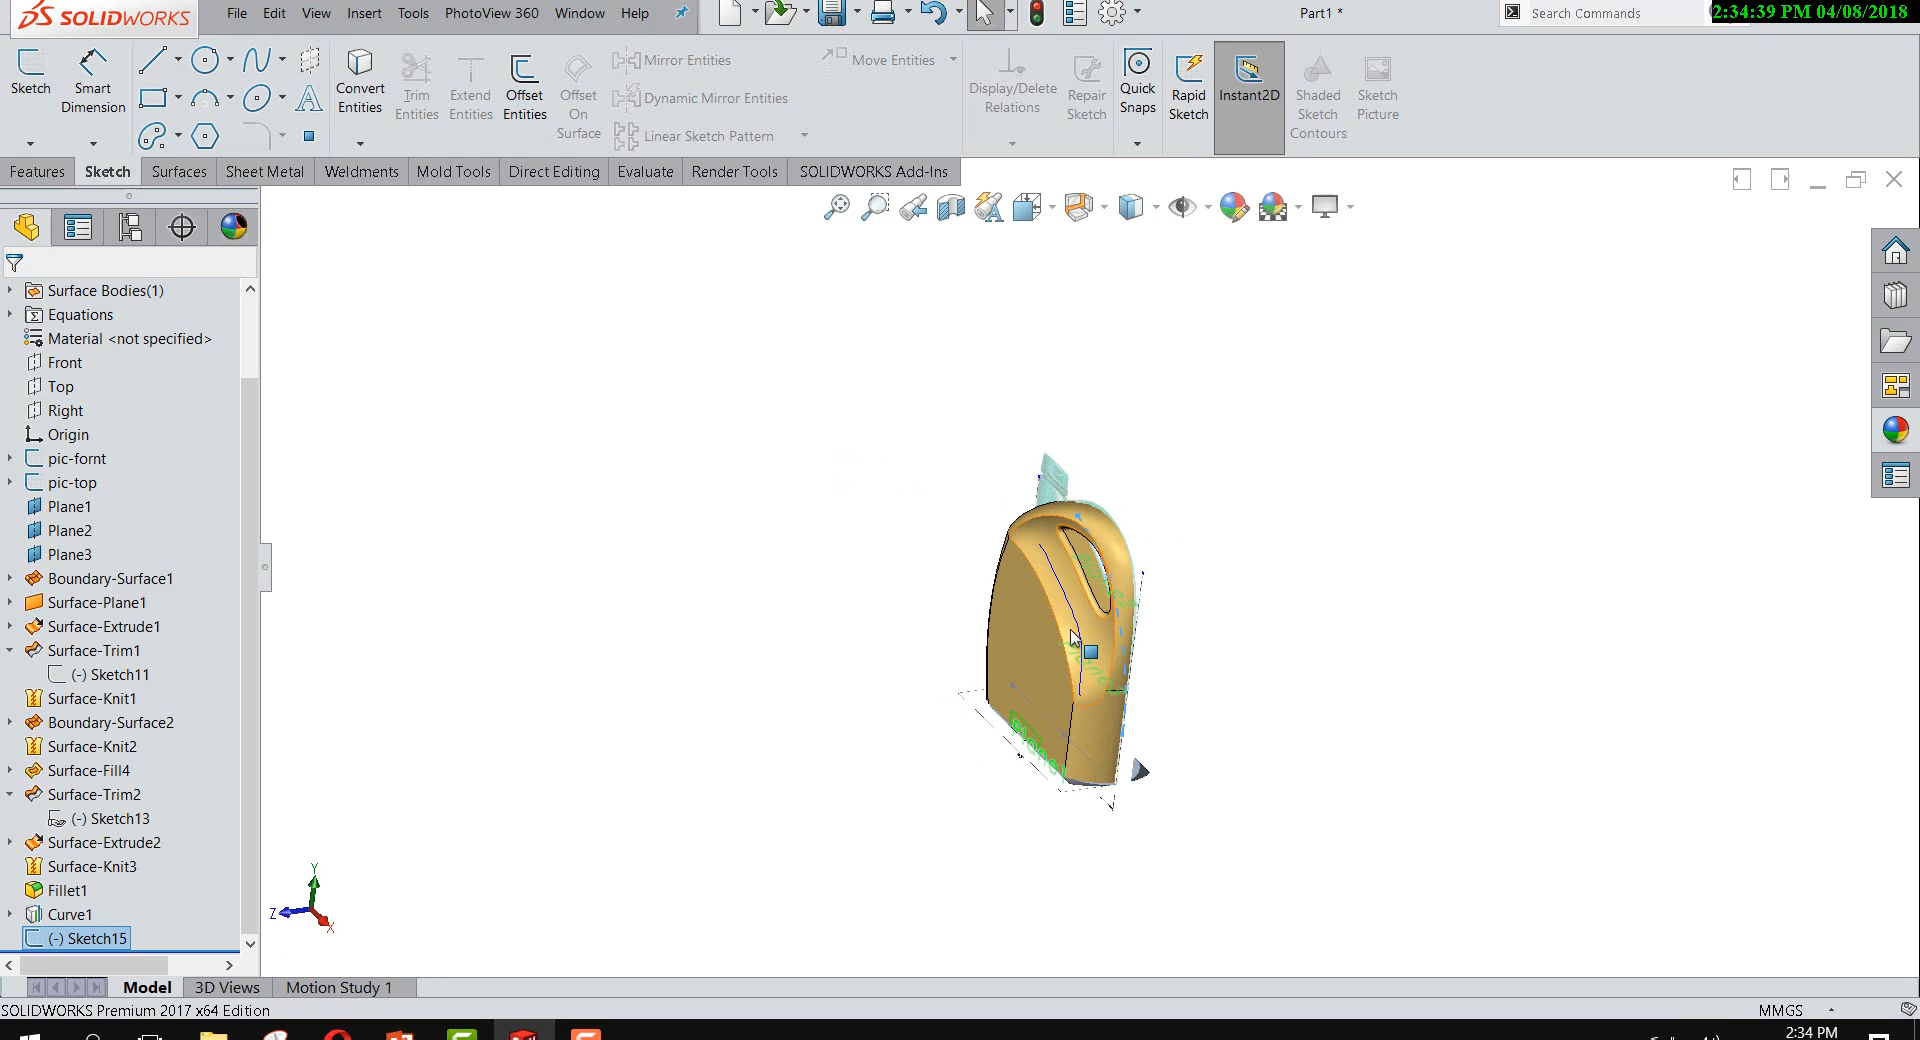 SOLIDWORKS File Edit View Insert Tools PhotoView 360 Window Help Part1 * Search Commands 2:34:39 PM 04/08/2018
Sketch
Smart Dimension
Convert Entities
Trim Entities
Extend Entities
Offset Entities
Offset On Surface
Mirror Entities
Dynamic Mirror Entities
Linear Sketch Pattern
Move Entities
Display/Delete Relations
Repair Sketch
Quick Snaps
Rapid Sketch
Instant2D
Shaded Sketch Contours
Sketch Picture
Features Sketch Surfaces Sheet Metal Weldments Mold Tools Direct Editing Evaluate Render Tools SOLIDWORKS Add-Ins
Surface Bodies(1)
Equations
Material <not specified>
Front
Top
Right
Origin
pic-fornt
pic-top
Plane1
Plane2
Plane3
Boundary-Surface1
Surface-Plane1
Surface-Extrude1
Surface-Trim1
(-) Sketch11
Surface-Knit1
Boundary-Surface2
Surface-Knit2
Surface-Fill4
Surface-Trim2
(-) Sketch13
Surface-Extrude2
Surface-Knit3
Fillet1
Curve1
(-) Sketch15
Y
Z
X
Model 3D Views Motion Study 1
SOLIDWORKS Premium 2017 x64 Edition MMGS
2:34 PM